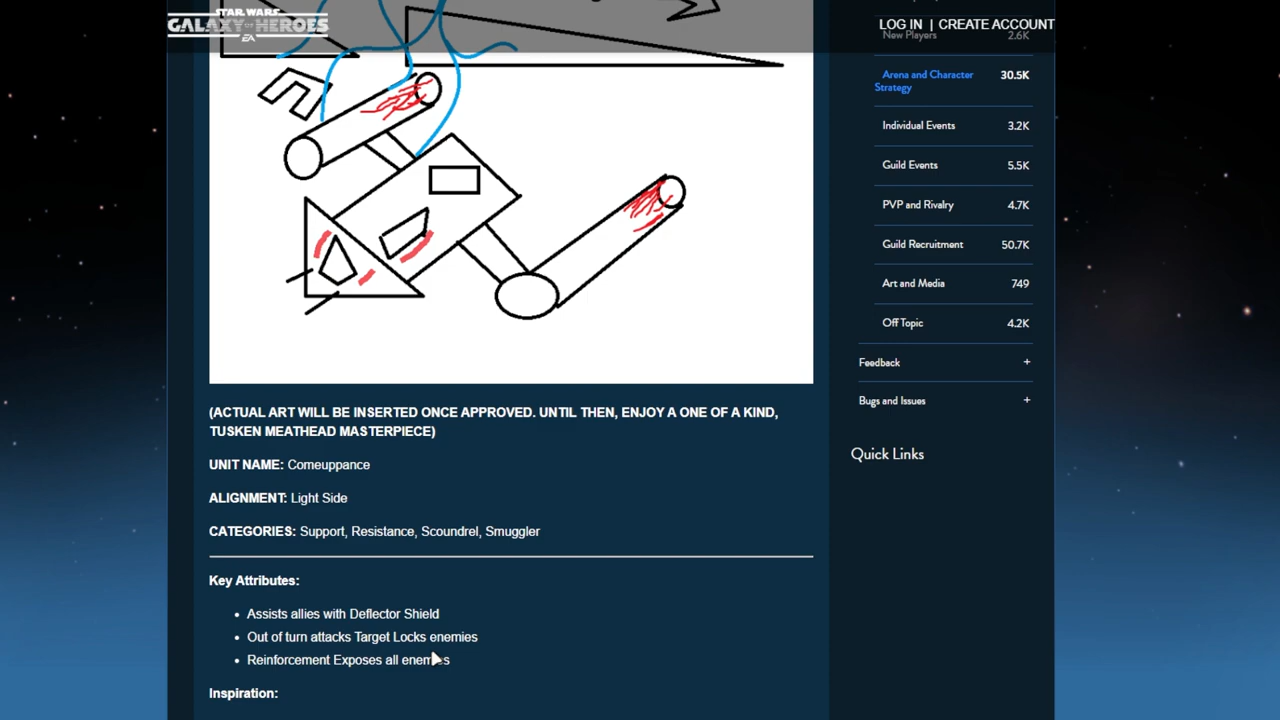 STAR WARS
GALAXY OF HEROES
EA
LOG IN | CREATE ACCOUNT
New Players 2.6K
Arena and Character Strategy 30.5K
Individual Events 3.2K
Guild Events 5.5K
PVP and Rivalry 4.7K
Guild Recruitment 50.7K
Art and Media 749
Off Topic 4.2K
Feedback +
Bugs and Issues +
Quick Links
(ACTUAL ART WILL BE INSERTED ONCE APPROVED. UNTIL THEN, ENJOY A ONE OF A KIND,
TUSKEN MEATHEAD MASTERPIECE)
UNIT NAME: Comeuppance
ALIGNMENT: Light Side
CATEGORIES: Support, Resistance, Scoundrel, Smuggler
Key Attributes:
• Assists allies with Deflector Shield
• Out of turn attacks Target Locks enemies
• Reinforcement Exposes all enemies
Inspiration: